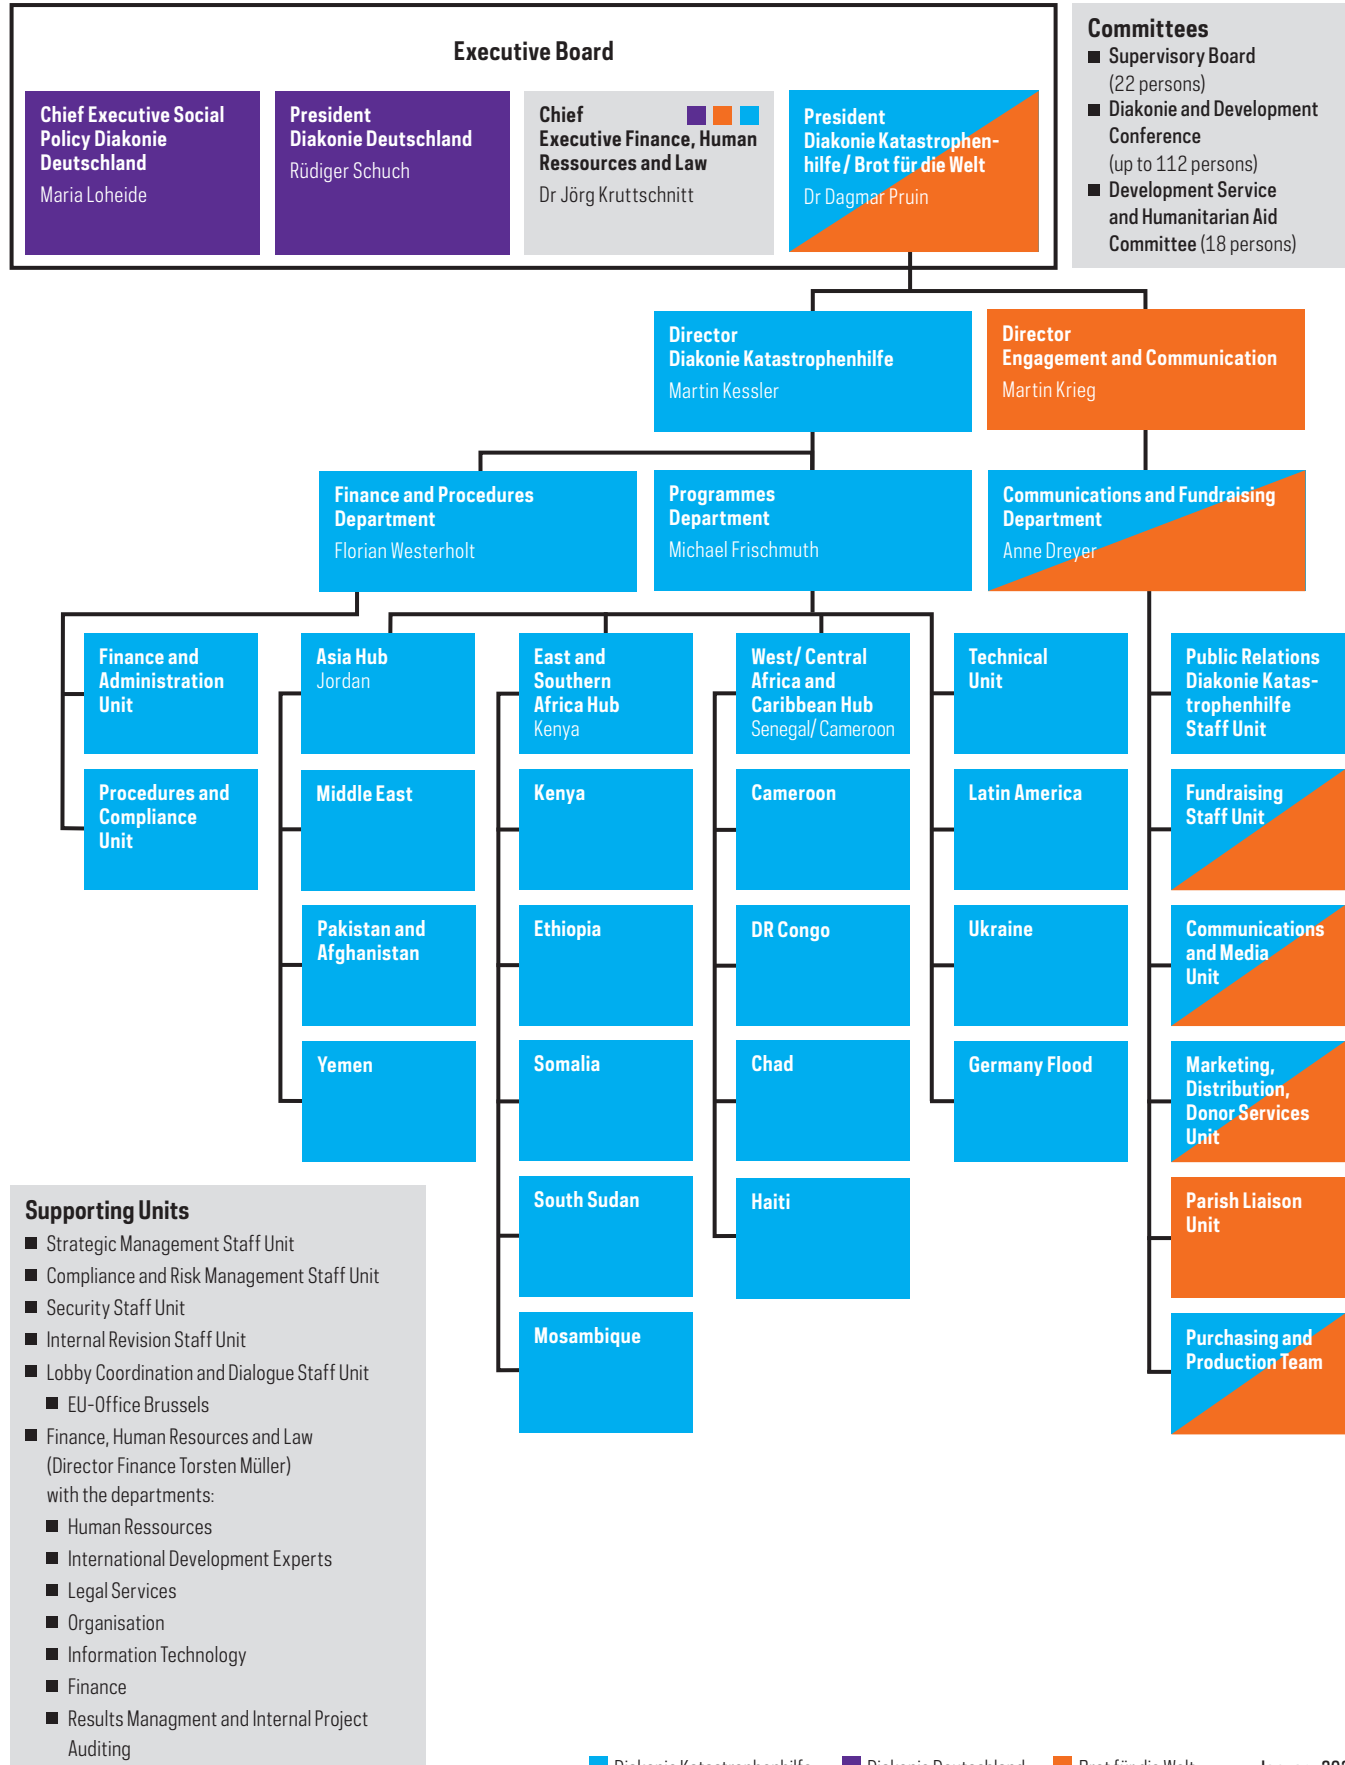 Executive Board
Chief Executive Social
Policy Diakonie
Deutschland
Maria Loheide
President
Diakonie Deutschland
Rüdiger Schuch
Chief
Executive Finance, Human
Ressources and Law
Dr Jörg Kruttschnitt
President
Diakonie Katastrophen-
hilfe / Brot für die Welt
Dr Dagmar Pruin
Committees
■ Supervisory Board
(22 persons)
■ Diakonie and Development
Conference
(up to 112 persons)
■ Development Service
and Humanitarian Aid
Committee (18 persons)
Director
Diakonie Katastrophenhilfe
Martin Kessler
Director
Engagement and Communication
Martin Krieg
Finance and Procedures
Department
Florian Westerholt
Programmes
Department
Michael Frischmuth
Communications and Fundraising
Department
Anne Dreyer
Finance and
Administration
Unit
Procedures and
Compliance
Unit
Asia Hub
Jordan
Middle East
Pakistan and
Afghanistan
Yemen
East and
Southern
Africa Hub
Kenya
Kenya
Ethiopia
Somalia
South Sudan
Mosambique
West/ Central
Africa and
Caribbean Hub
Senegal/ Cameroon
Cameroon
DR Congo
Chad
Haiti
Technical
Unit
Latin America
Ukraine
Germany Flood
Public Relations
Diakonie Katas-
trophenhilfe
Staff Unit
Fundraising
Staff Unit
Communications
and Media
Unit
Marketing,
Distribution,
Donor Services
Unit
Parish Liaison
Unit
Purchasing and
Production Team
Supporting Units
■ Strategic Management Staff Unit
■ Compliance and Risk Management Staff Unit
■ Security Staff Unit
■ Internal Revision Staff Unit
■ Lobby Coordination and Dialogue Staff Unit
■ EU-Office Brussels
■ Finance, Human Resources and Law
(Director Finance Torsten Müller)
with the departments:
■ Human Ressources
■ International Development Experts
■ Legal Services
■ Organisation
■ Information Technology
■ Finance
■ Results Managment and Internal Project
Auditing
Diakonie Katastrophenhilfe
Diakonie Deutschland
Brot für die Welt